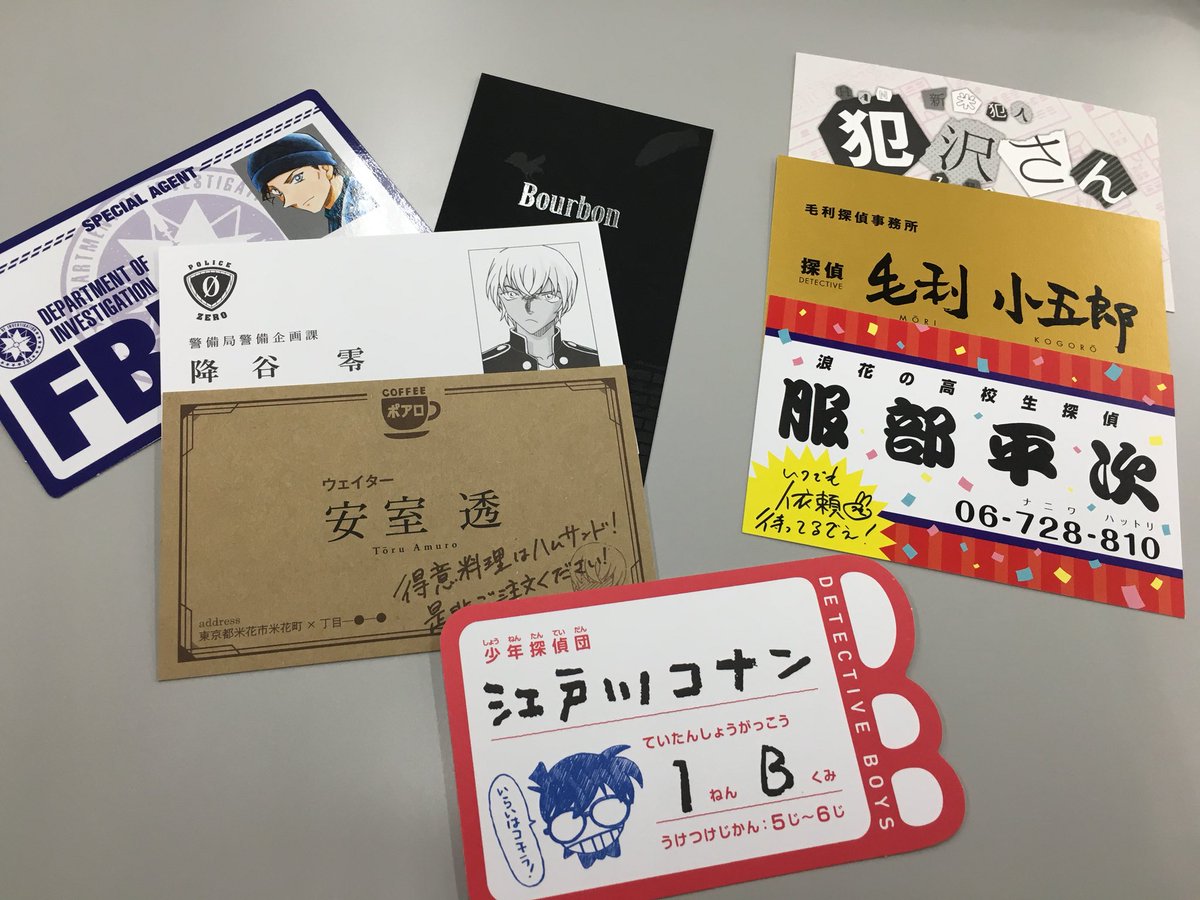 SPECIAL AGENT
DEPARTMENT OF
INVESTIGATION
FB
POLICE
0
ZERO
警備局警備企画課
降谷 零
Bourbon
COFFEE
ポアロ
ウェイター
安室 透
Tōru Amuro
得意料理はハムサンド!
是非ご注文ください!
address
東京都米花市米花町×丁目―●―●
新米犯人
犯沢さん
毛利探偵事務所
探偵
DETECTIVE
毛利 小五郎
MŌRI
KOGORŌ
浪花の高校生探偵
服部平次
いつでも
依頼
待ってるでえ!
ナニワ ハットリ
06-728-810
しょうねんたんていだん
少年探偵団
江戸川コナン
ていたんしょうがっこう
1ねん Bくみ
うけつけじかん:5じ〜6じ
いらいはコチラ!
DETECTIVE BOYS